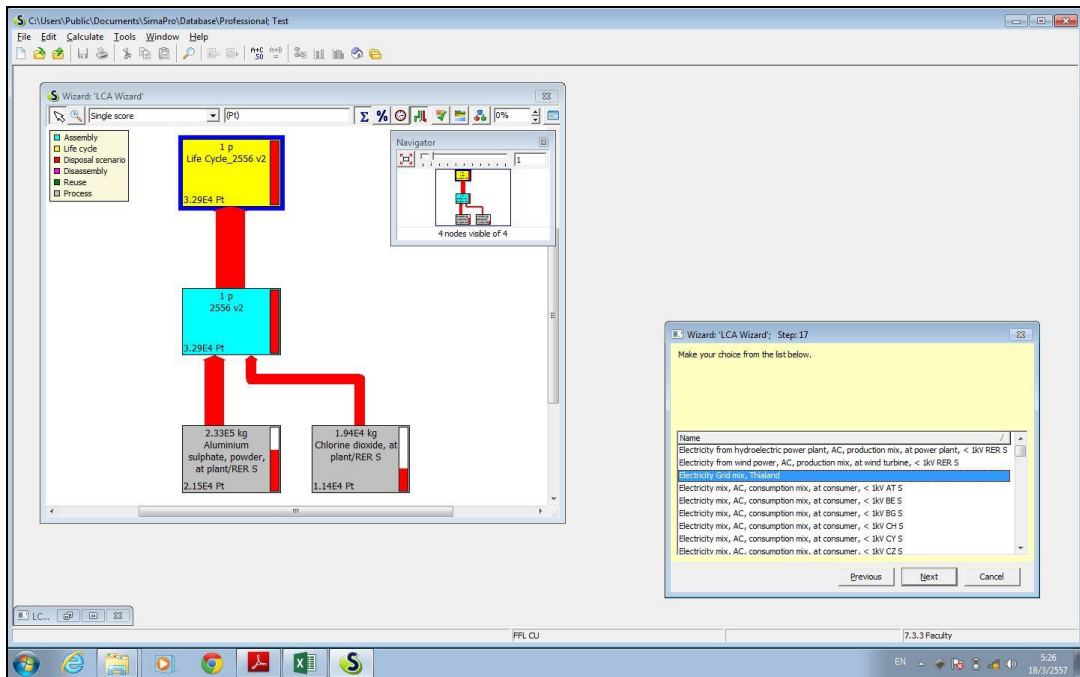 C:\Users\Public\Documents\SimaPro\Database\Professional; Test
File Edit Calculate Tools Window Help
Wizard: 'LCA Wizard'
Single score
(Pt)
0%
Assembly
Life cycle
Disposal scenario
Disassembly
Reuse
Process
1 p
Life Cycle_2556 v2
3.29E4 Pt
Navigator
1
4 nodes visible of 4
1 p
2556 v2
3.29E4 Pt
2.33E5 kg
Aluminium
sulphate, powder,
at plant/RER S
2.15E4 Pt
1.94E4 kg
Chlorine dioxide, at
plant/RER S
1.14E4 Pt
Wizard: 'LCA Wizard'; Step: 17
Make your choice from the list below.
Name
Electricity from hydroelectric power plant, AC, production mix, at power plant, < 1kV RER S
Electricity from wind power, AC, production mix, at wind turbine, < 1kV RER S
Electricity Grid mix, Thialand
Electricity mix, AC, consumption mix, at consumer, < 1kV AT S
Electricity mix, AC, consumption mix, at consumer, < 1kV BE S
Electricity mix, AC, consumption mix, at consumer, < 1kV BG S
Electricity mix, AC, consumption mix, at consumer, < 1kV CH S
Electricity mix, AC, consumption mix, at consumer, < 1kV CY S
Electricity mix, AC, consumption mix, at consumer, < 1kV CZ S
Previous Next Cancel
LC...
FFL CU
7.3.3 Faculty
EN
5:26
18/3/2557